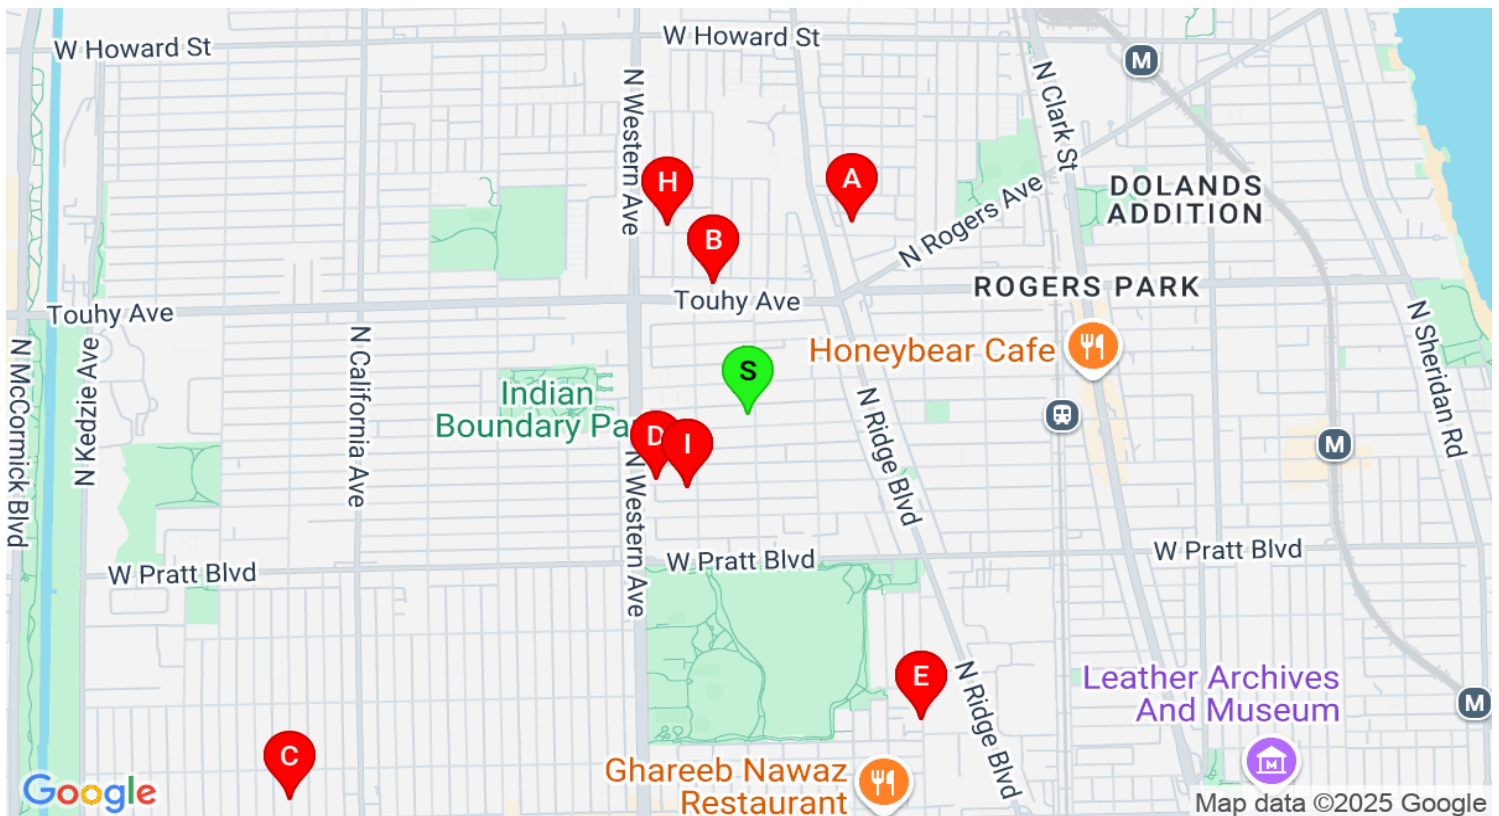 W Howard St
W Howard St
M
N Western Ave
N Clark St
H
A
DOLANDS
ADDITION
B
N Rogers Ave
ROGERS PARK
Touhy Ave
Touhy Ave
N McCormick Blvd
N Kedzie Ave
N California Ave
Honeybear Cafe
N Sheridan Rd
S
Indian
Boundary Pa
D
I
N Ridge Blvd
M
N Western Ave
W Pratt Blvd
W Pratt Blvd
W Pratt Blvd
E
N Ridge Blvd
Leather Archives
And Museum
M
C
Ghareeb Nawaz
Restaurant
M
Google
Map data ©2025 Google